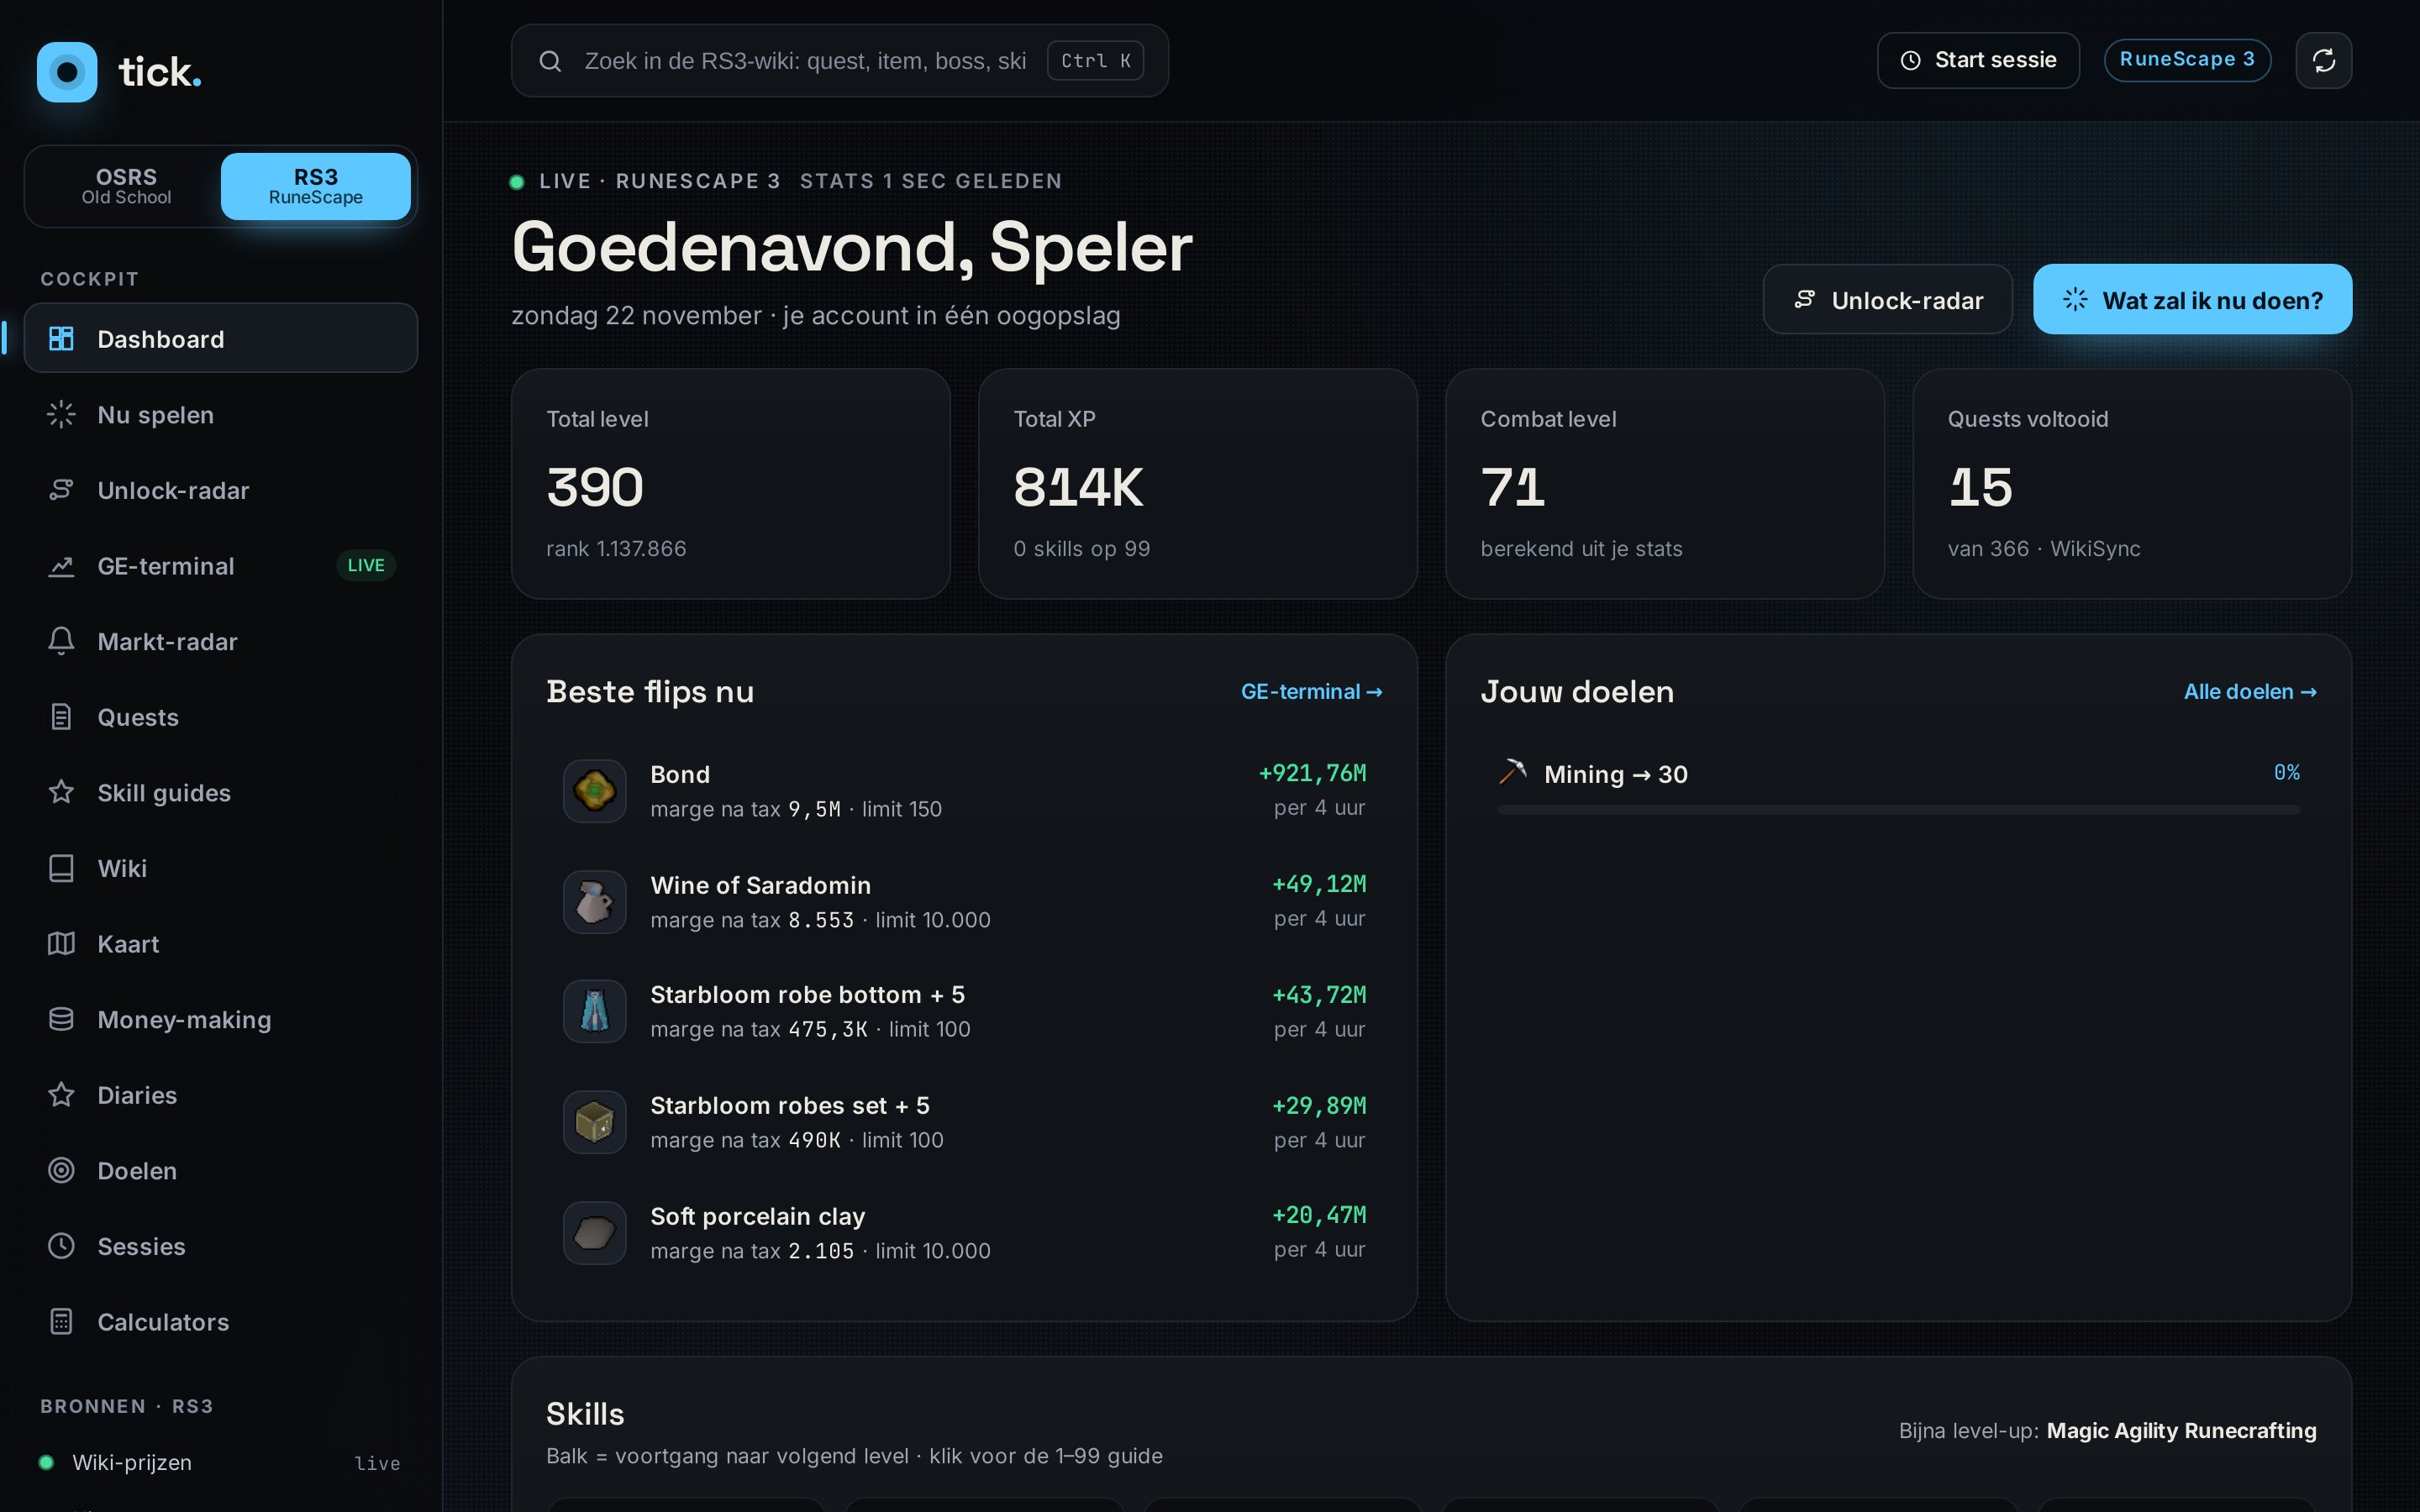 tick.
OSRS
Old School
RS3
RuneScape
COCKPIT
Dashboard
Nu spelen
Unlock-radar
GE-terminal LIVE
Markt-radar
Quests
Skill guides
Wiki
Kaart
Money-making
Diaries
Doelen
Sessies
Calculators
BRONNEN · RS3
Wiki-prijzen live
Zoek in de RS3-wiki: quest, item, boss, ski Ctrl K
Start sessie
RuneScape 3
LIVE · RUNESCAPE 3 STATS 1 SEC GELEDEN
Goedenavond, Speler
zondag 22 november · je account in één oogopslag
Unlock-radar
Wat zal ik nu doen?
Total level
390
rank 1.137.866
Total XP
814K
0 skills op 99
Combat level
71
berekend uit je stats
Quests voltooid
15
van 366 · WikiSync
Beste flips nu GE-terminal →
Bond +921,76M
marge na tax 9,5M · limit 150 per 4 uur
Wine of Saradomin +49,12M
marge na tax 8.553 · limit 10.000 per 4 uur
Starbloom robe bottom + 5 +43,72M
marge na tax 475,3K · limit 100 per 4 uur
Starbloom robes set + 5 +29,89M
marge na tax 490K · limit 100 per 4 uur
Soft porcelain clay +20,47M
marge na tax 2.105 · limit 10.000 per 4 uur
Jouw doelen Alle doelen →
Mining → 30 0%
Skills
Balk = voortgang naar volgend level · klik voor de 1–99 guide
Bijna level-up: Magic Agility Runecrafting